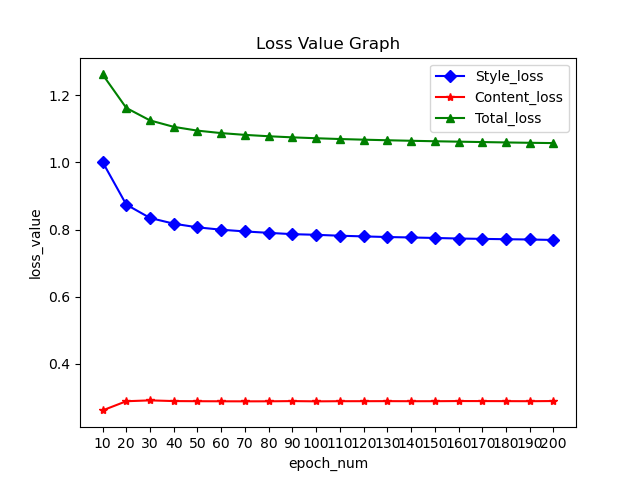 Loss Value Graph
Style_loss
Content_loss
Total_loss
1.2
1.0
0.8
0.6
0.4
loss_value
10 20 30 40 50 60 70 80 90 100 110 120 130 140 150 160 170 180 190 200
epoch_num